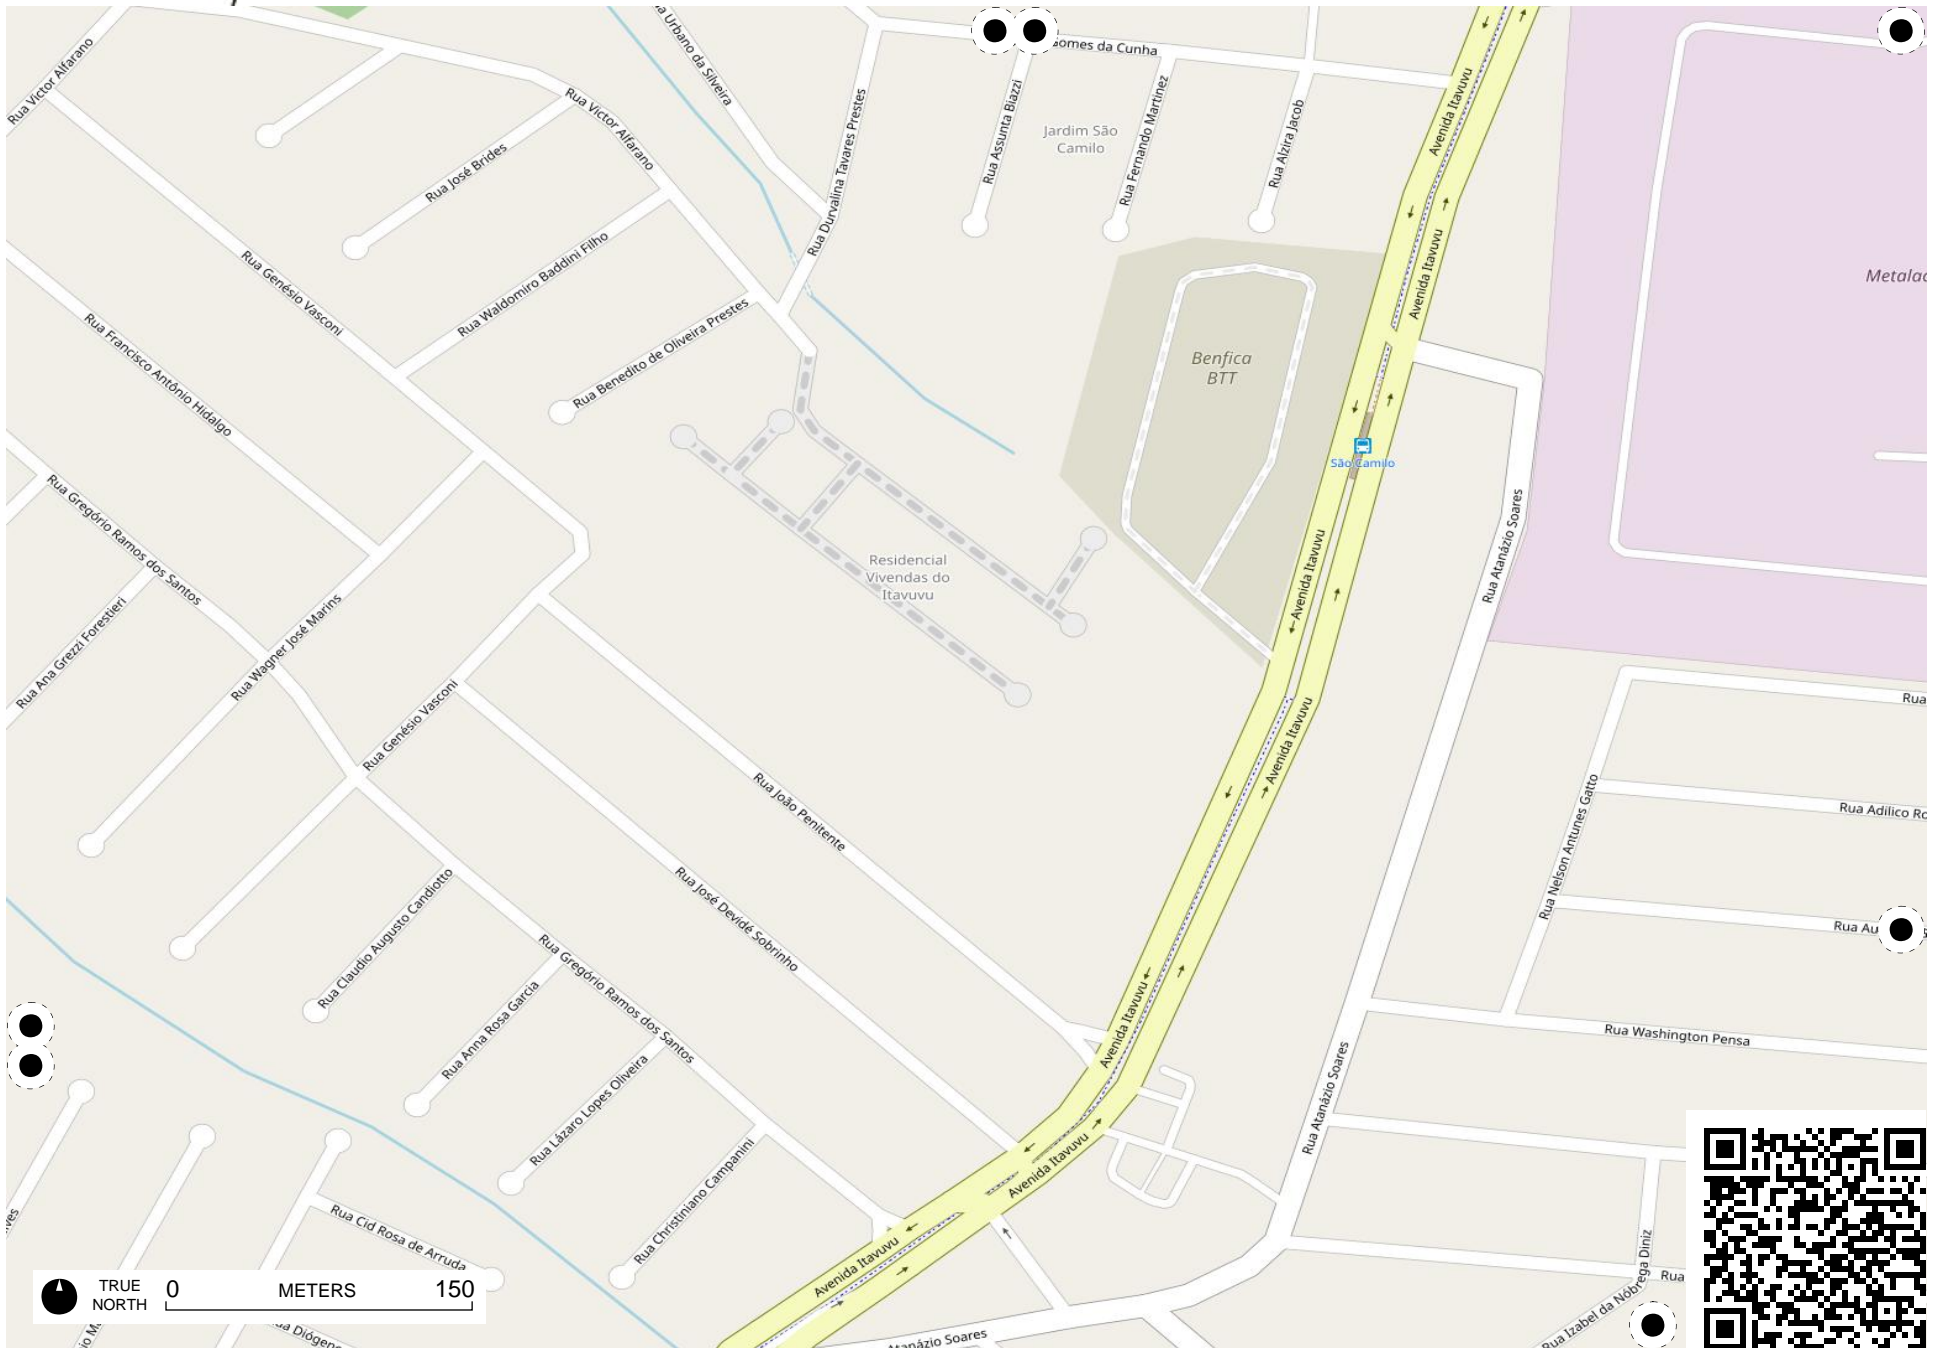 Rua Victor Alfarano
Urbano da Silveira
Gomes da Cunha
Avenida Itavuvu
Rua Victor Alfarano
Rua José Brides
Rua Durvalina Tavares Prestes
Rua Assunta Biazzi
Jardim São
Camilo
Rua Fernando Martinez
Rua Alzira Jacob
Rua Genésio Vasconi
Rua Waldomiro Baddini Filho
Avenida Itavuvu
Metalac
Rua Francisco Antônio Hidalgo
Rua Benedito de Oliveira Prestes
Benfica
BTT
São Camilo
Rua Gregório Ramos dos Santos
Residencial
Vivendas do
Itavuvu
Avenida Itavuvu
Rua Atanázio Soares
Rua Ana Grezzi Forestieri
Rua Wagner José Marins
Rua Genésio Vasconi
Avenida Itavuvu
Rua
Rua João Penitente
Rua Nelson Antunes Gatto
Rua Adílico Ro
Rua Claudio Augusto Candiotto
Rua José Devidé Sobrinho
Rua Au
Rua Gregório Ramos dos Santos
Rua Anna Rosa Garcia
Avenida Itavuvu
Rua Washington Pensa
Rua Lázaro Lopes Oliveira
Rua Atanázio Soares
Avenida Itavuvu
Rua Christiniano Campanini
Rua Cid Rosa de Arruda
Avenida Itavuvu
Rua
Rua Izabel da Nóbrega Diniz
TRUE
NORTH
0 METERS 150
Atanázio Soares